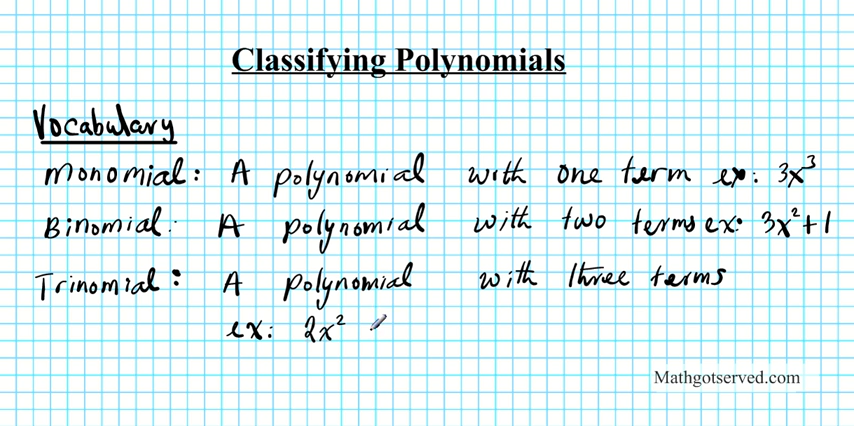 Classifying Polynomials
Vocabulary
Monomial: A polynomial with one term ex: 3x³
Binomial: A polynomial with two terms ex: 3x²+1
Trinomial: A polynomial with three terms
ex: 2x²
Mathgotserved.com